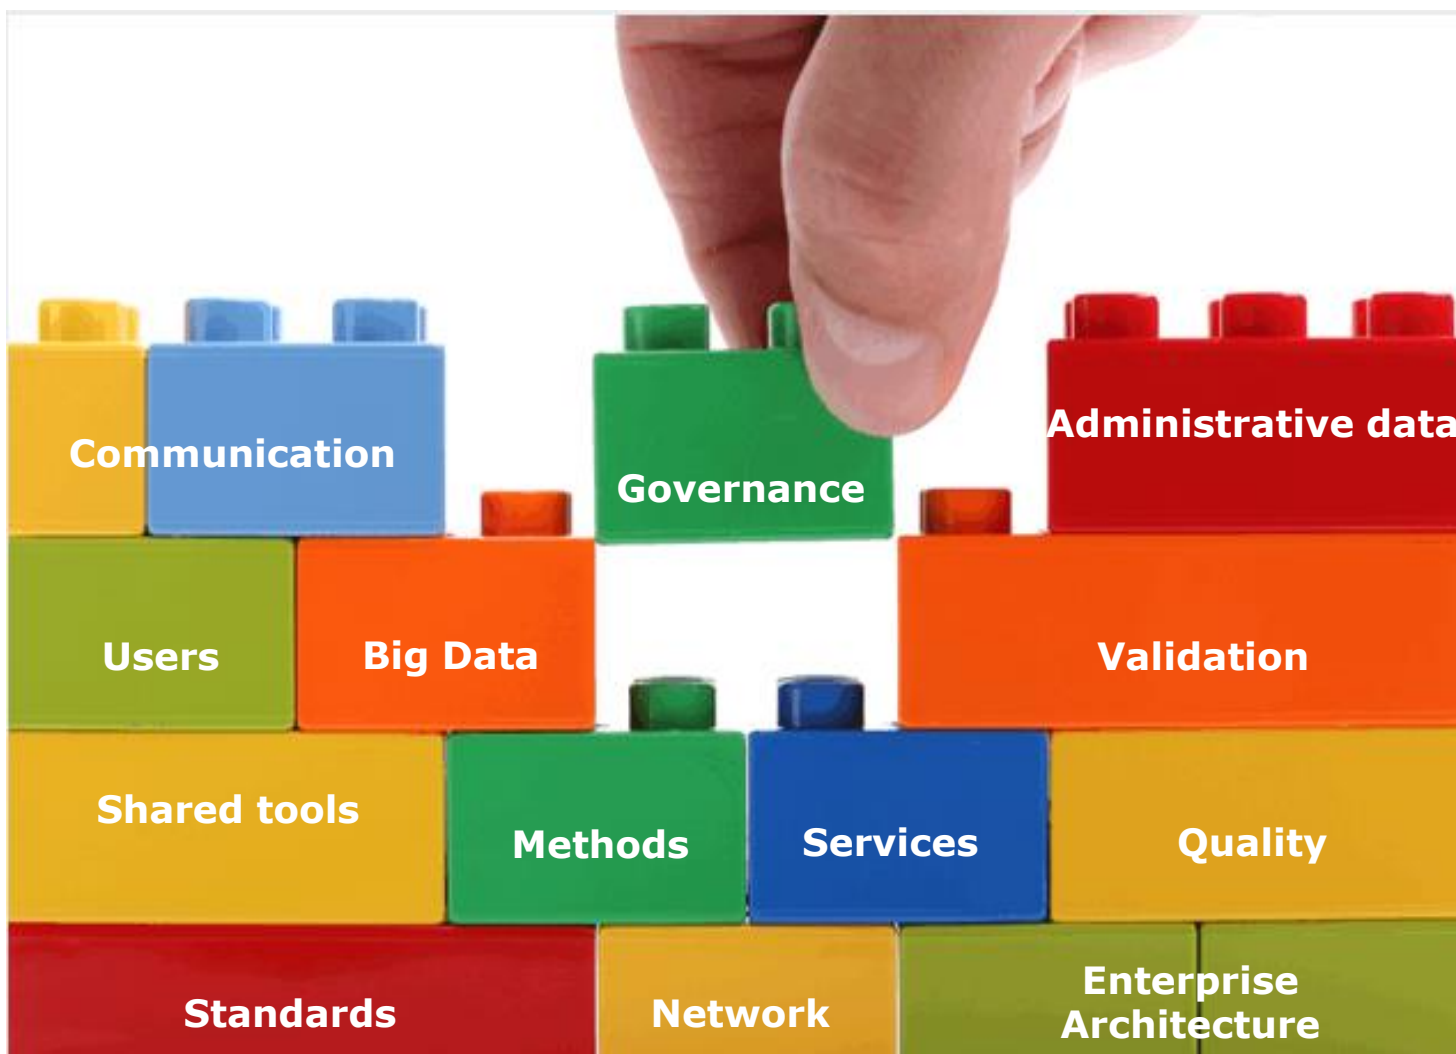 Communication
Governance
Administrative data
Users
Big Data
Validation
Shared tools
Methods
Services
Quality
Standards
Network
Enterprise
Architecture